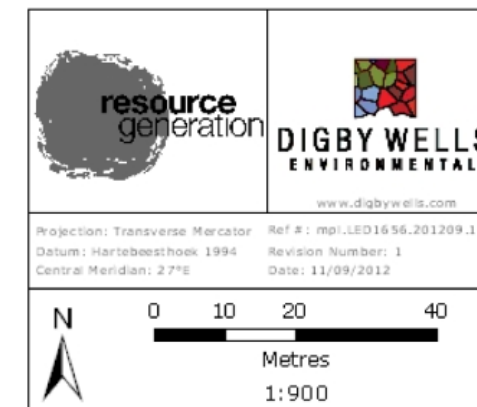 resource
generation
DIGBY WELLS
ENVIRONMENTAL
www.digbywells.com
Projection: Transverse Mercator
Datum: Hartebeesthoek 1994
Central Meridian: 27°E
Ref #: mpl.LED1656.201209.1
Revision Number: 1
Date: 11/09/2012
N
0 10 20 40
Metres
1:900